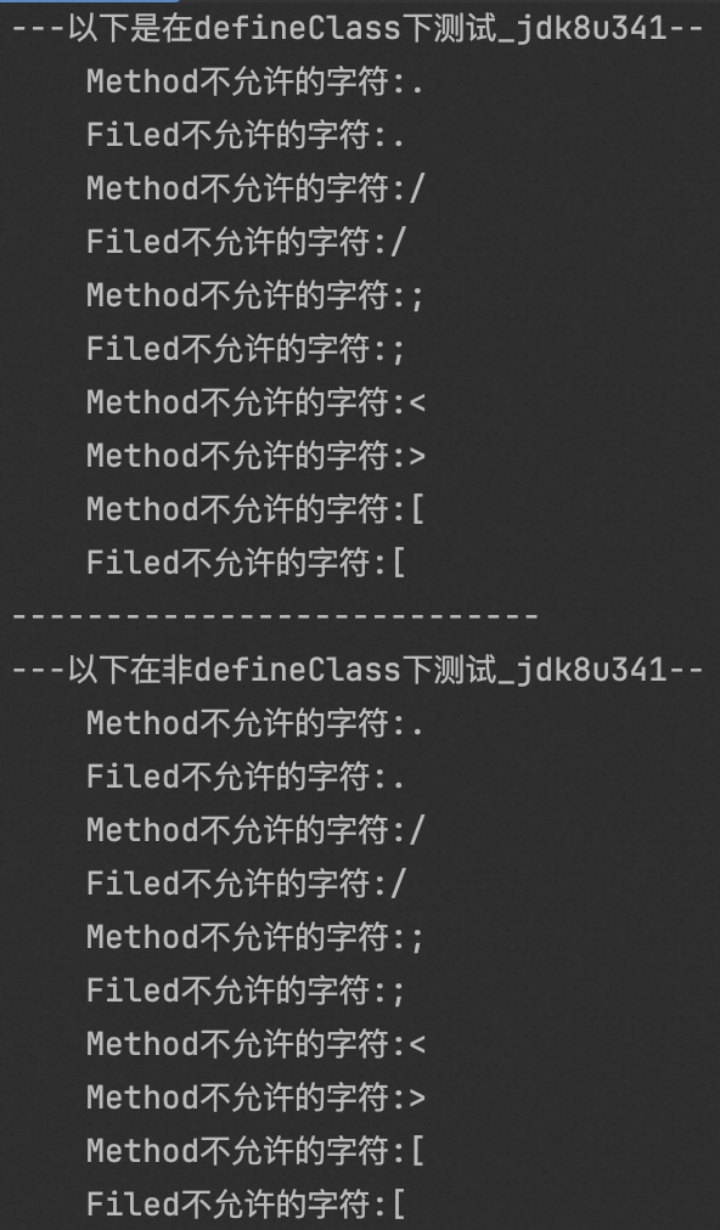 ---以下是在defineClass下测试_jdk8u341--
Method不允许的字符:.
Filed不允许的字符:.
Method不允许的字符:/
Filed不允许的字符:/
Method不允许的字符:;
Filed不允许的字符:;
Method不允许的字符:<
Method不允许的字符:>
Method不允许的字符:[
Filed不允许的字符:[
----------------------------
---以下在非defineClass下测试_jdk8u341--
Method不允许的字符:.
Filed不允许的字符:.
Method不允许的字符:/
Filed不允许的字符:/
Method不允许的字符:;
Filed不允许的字符:;
Method不允许的字符:<
Method不允许的字符:>
Method不允许的字符:[
Filed不允许的字符:[